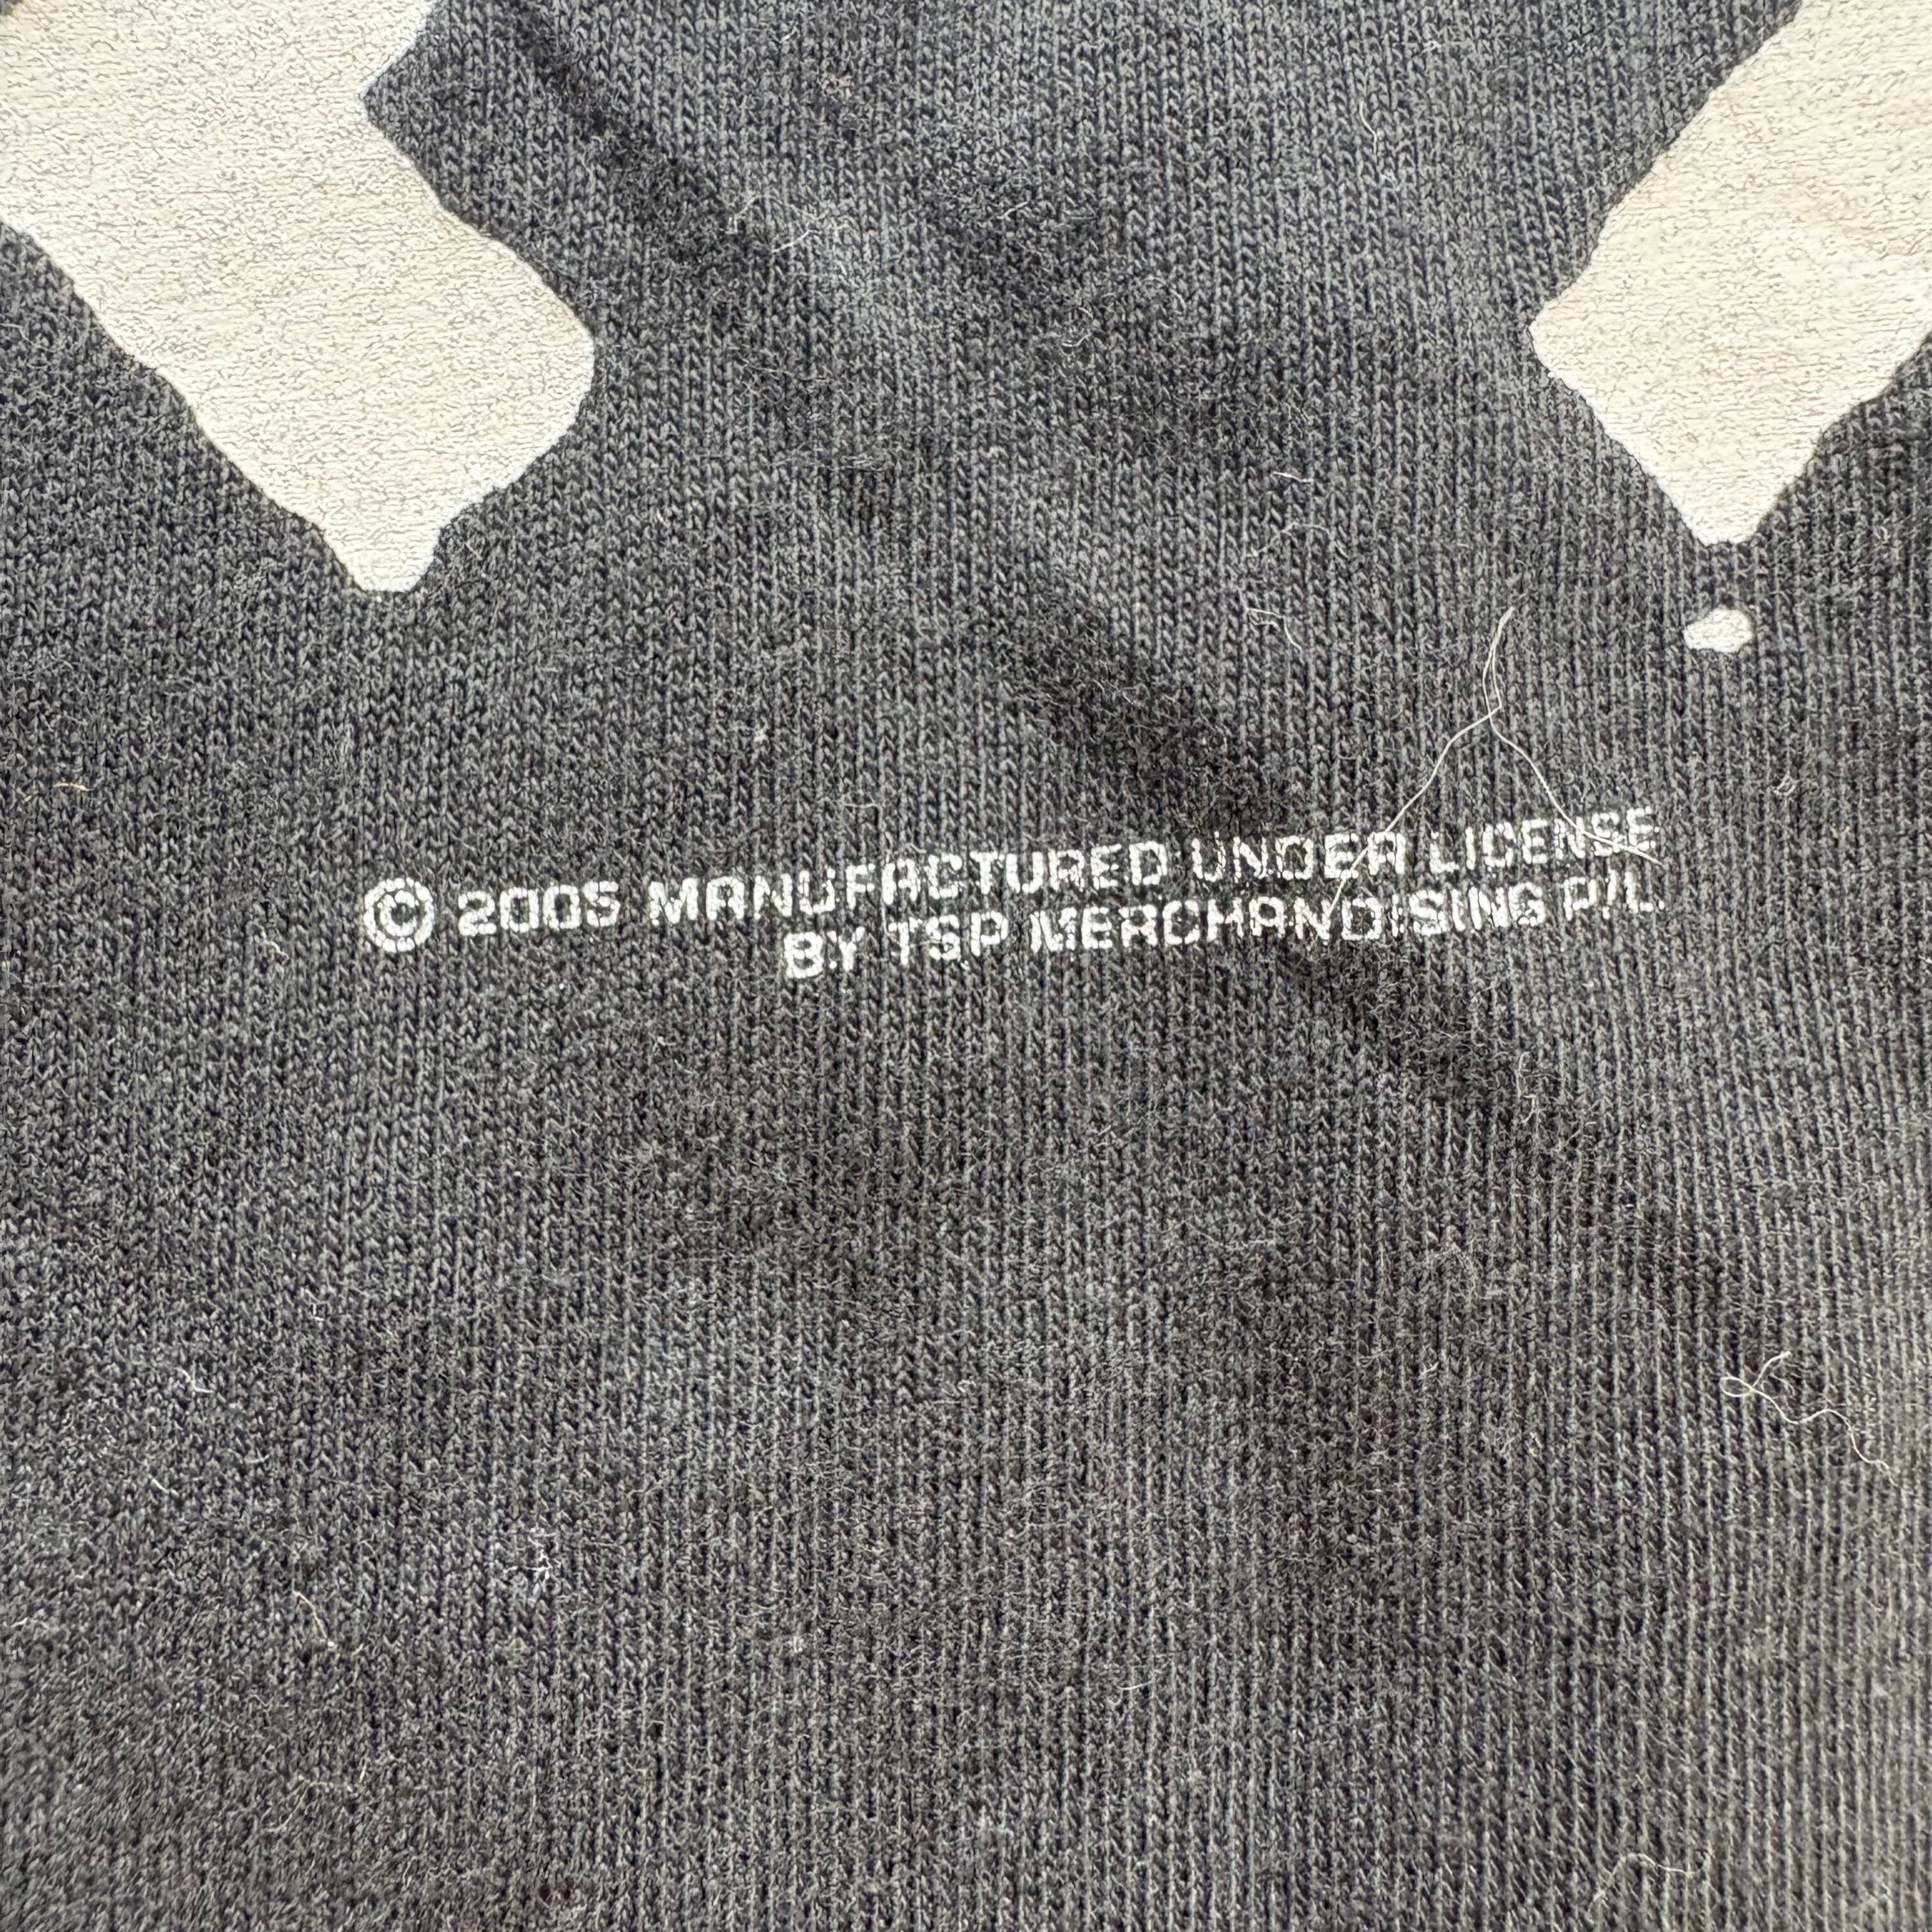 © 2005 MANUFACTURED UNDER LICENSE
BY TSP MERCHANDISING P/L.